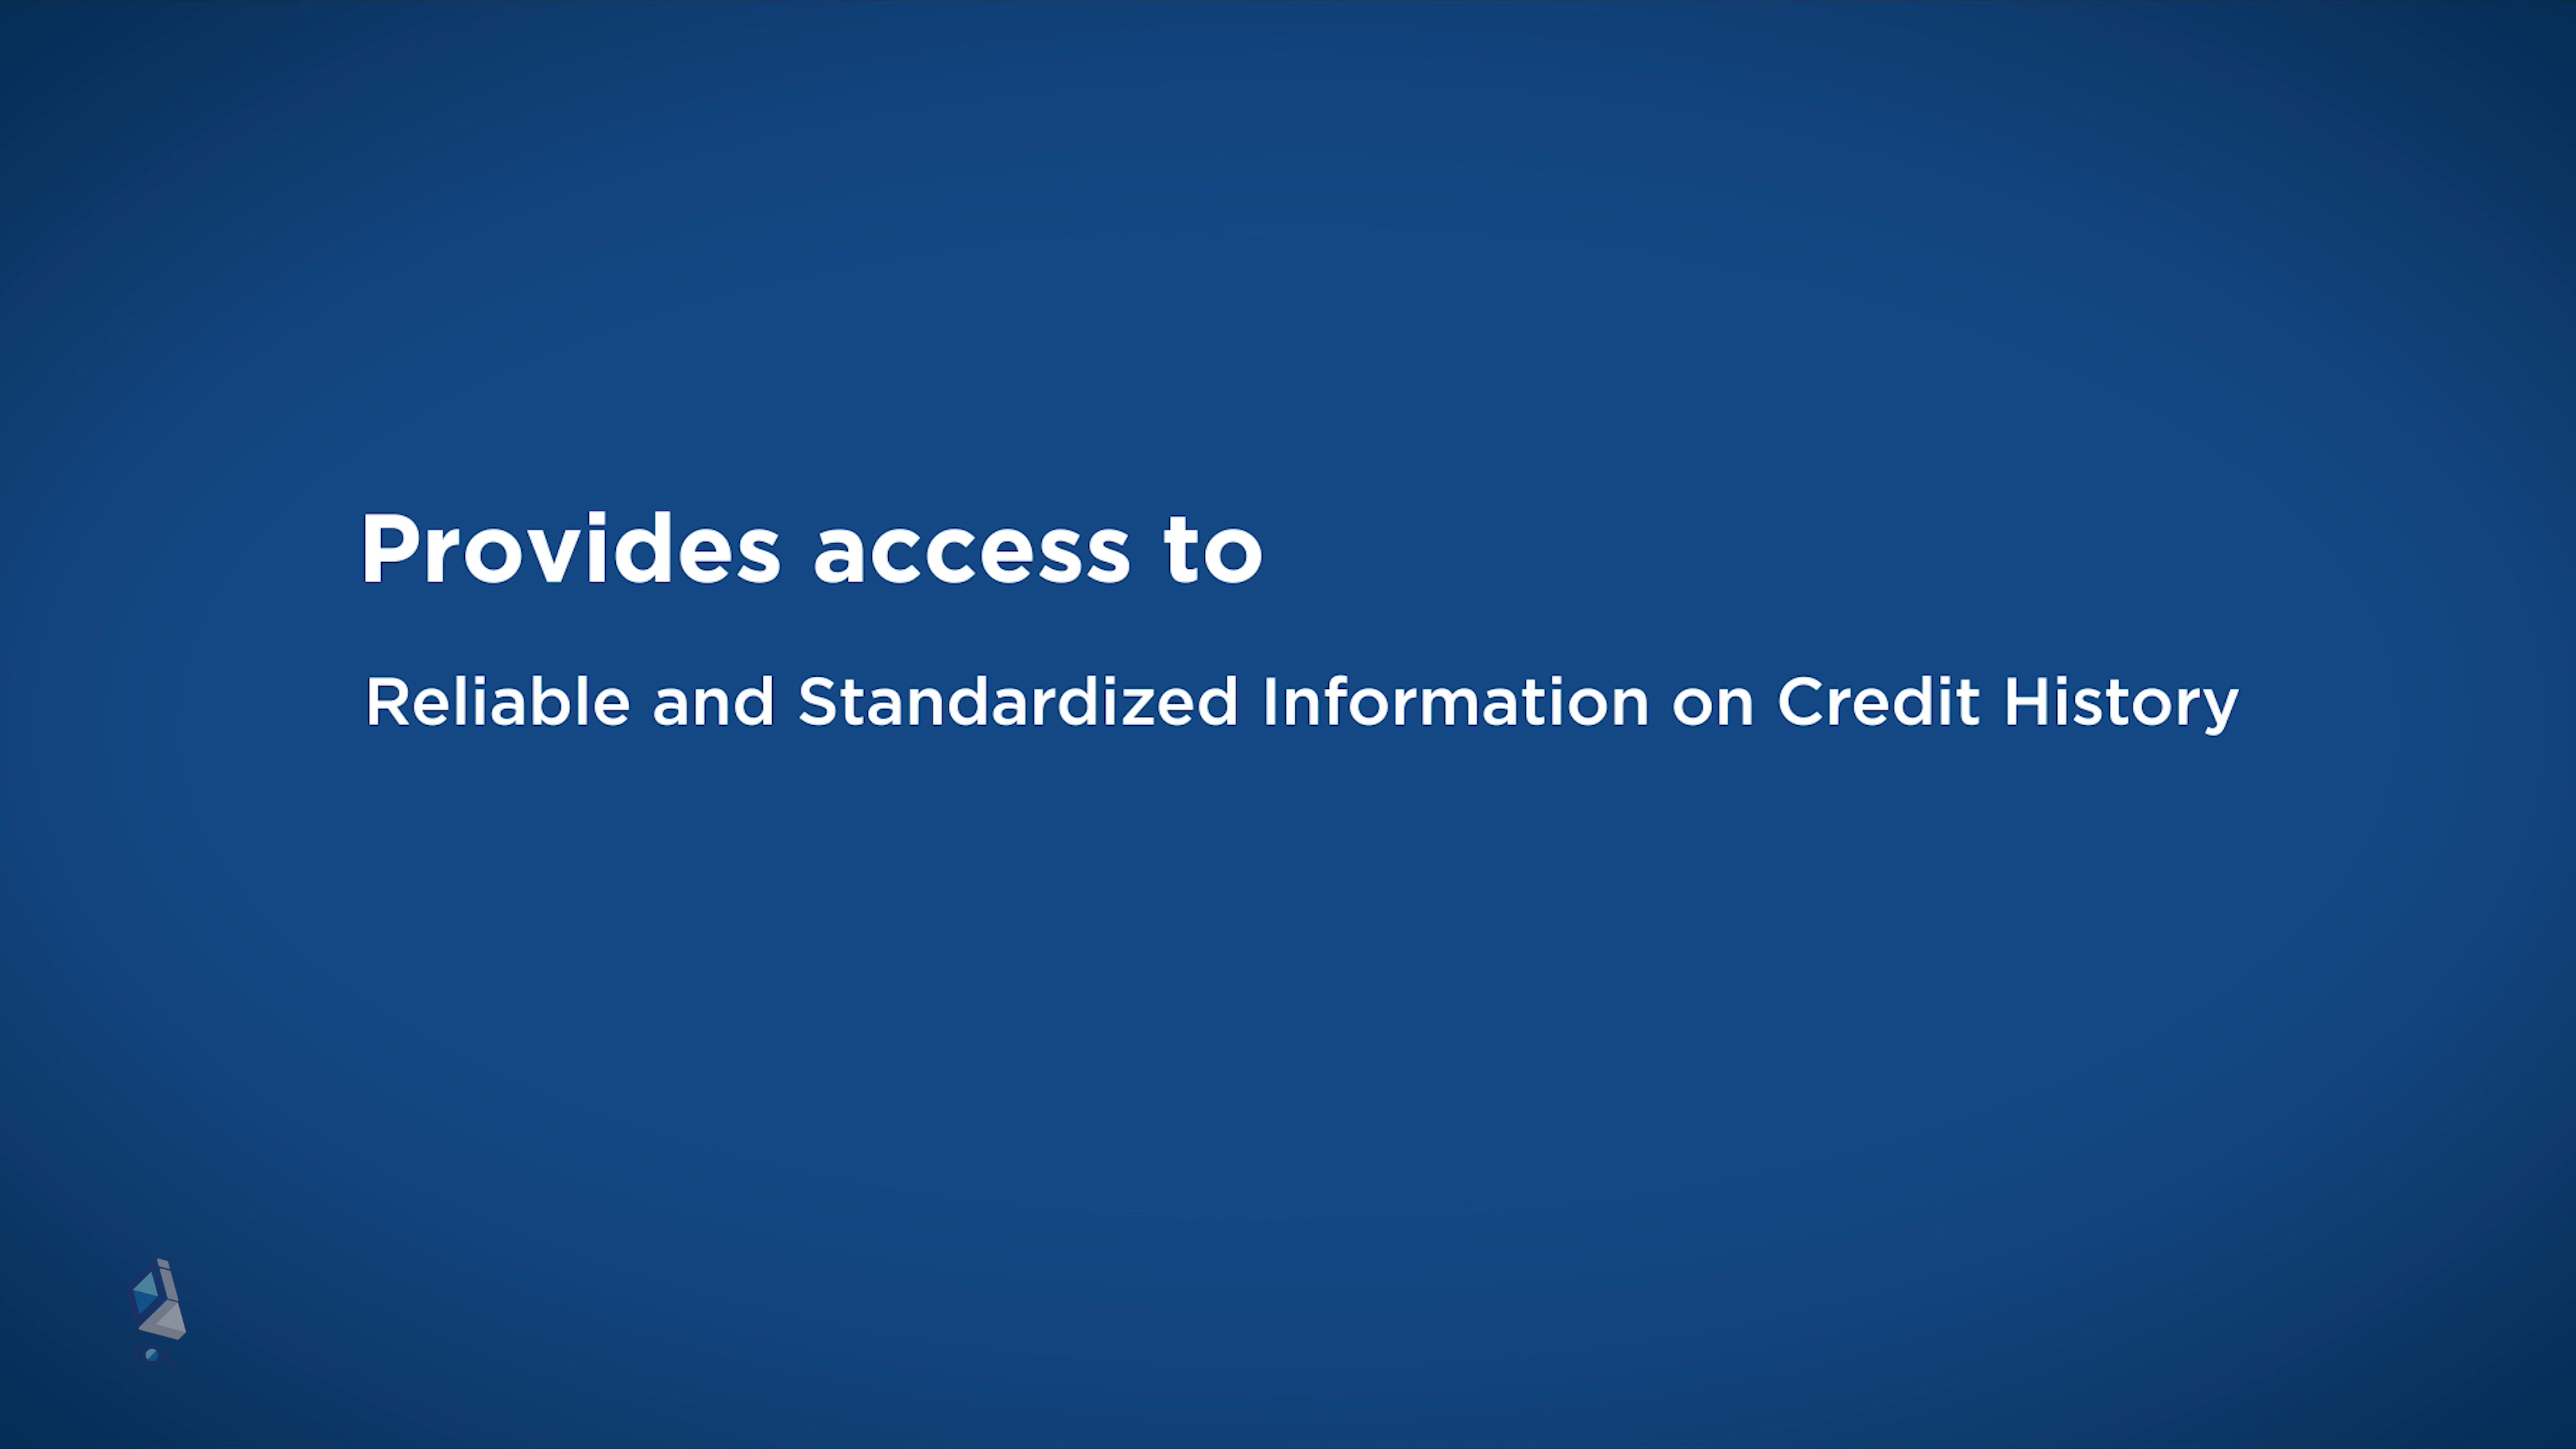 Provides access to
Reliable and Standardized Information on Credit History